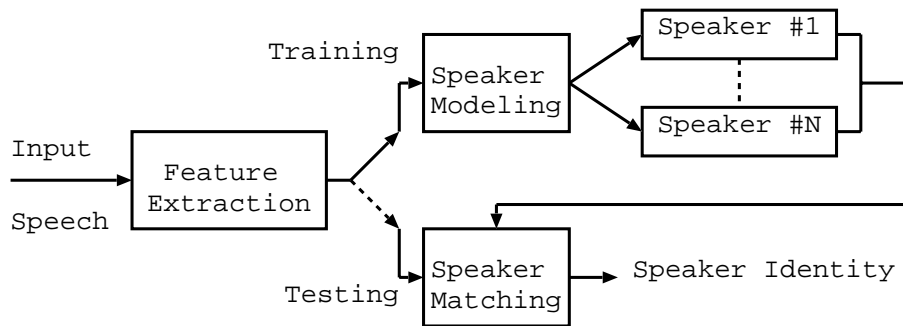 Training
Speaker
Modeling
Speaker #1
Speaker #N
Input
Speech
Feature
Extraction
Testing
Speaker
Matching
Speaker Identity